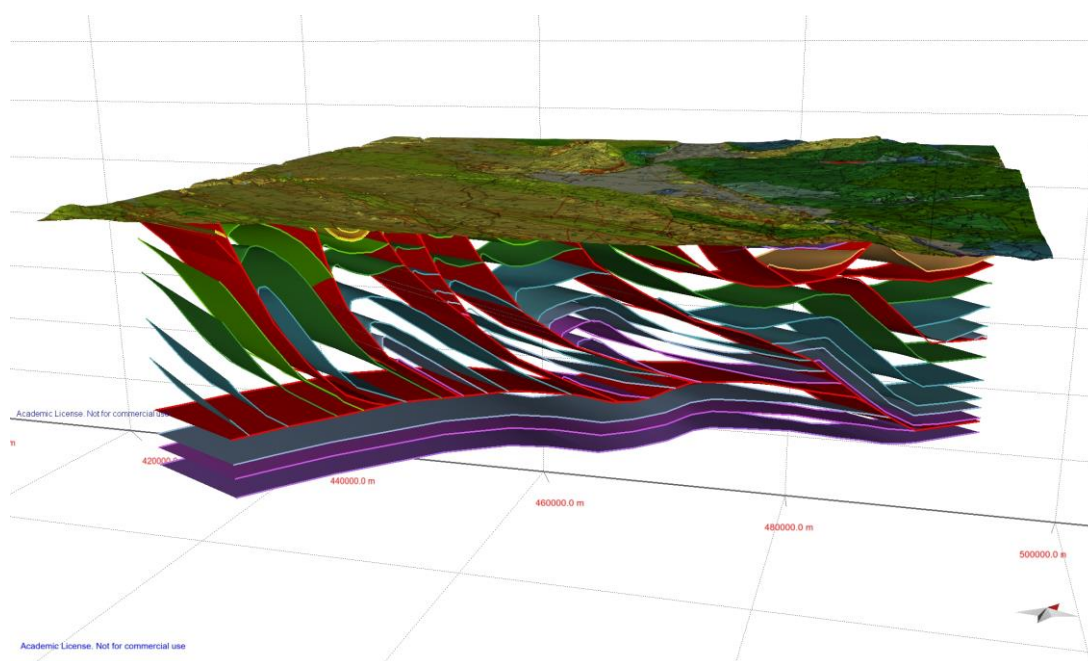 Academic License. Not for commercial use
m
420000.0
440000.0 m
460000.0 m
480000.0 m
500000.0 m
Academic License. Not for commercial use